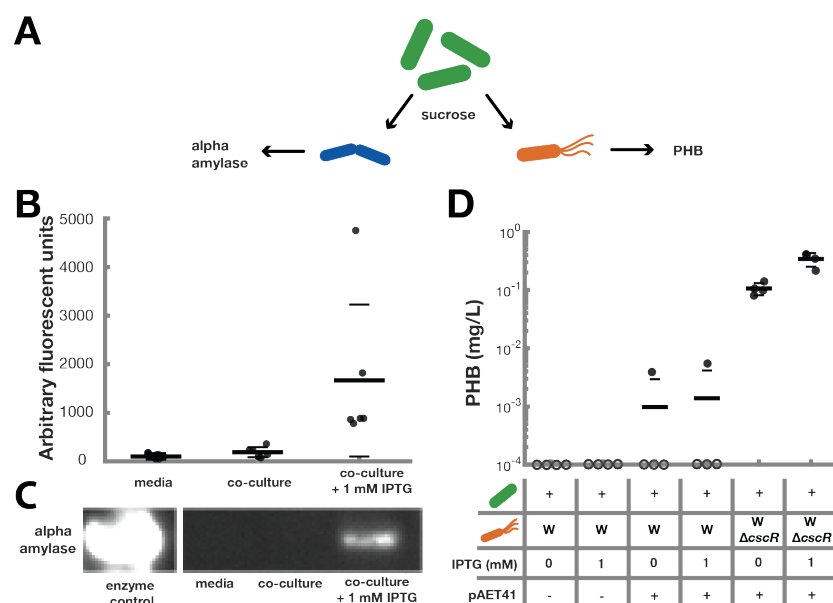 A
sucrose
alpha
amylase
PHB
B
Arbitrary fluorescent units
5000
4000
3000
2000
1000
0
media
co-culture
co-culture
+ 1 mM IPTG
C
alpha
amylase
enzyme
control
media
co-culture
co-culture
+ 1 mM IPTG
D
PHB (mg/L)
10⁰
10⁻¹
10⁻²
10⁻³
10⁻⁴
+ + + + + +
W W W W W ΔcscR W ΔcscR
IPTG (mM) 0 1 0 1 0 1
pAET41 - - + + + +